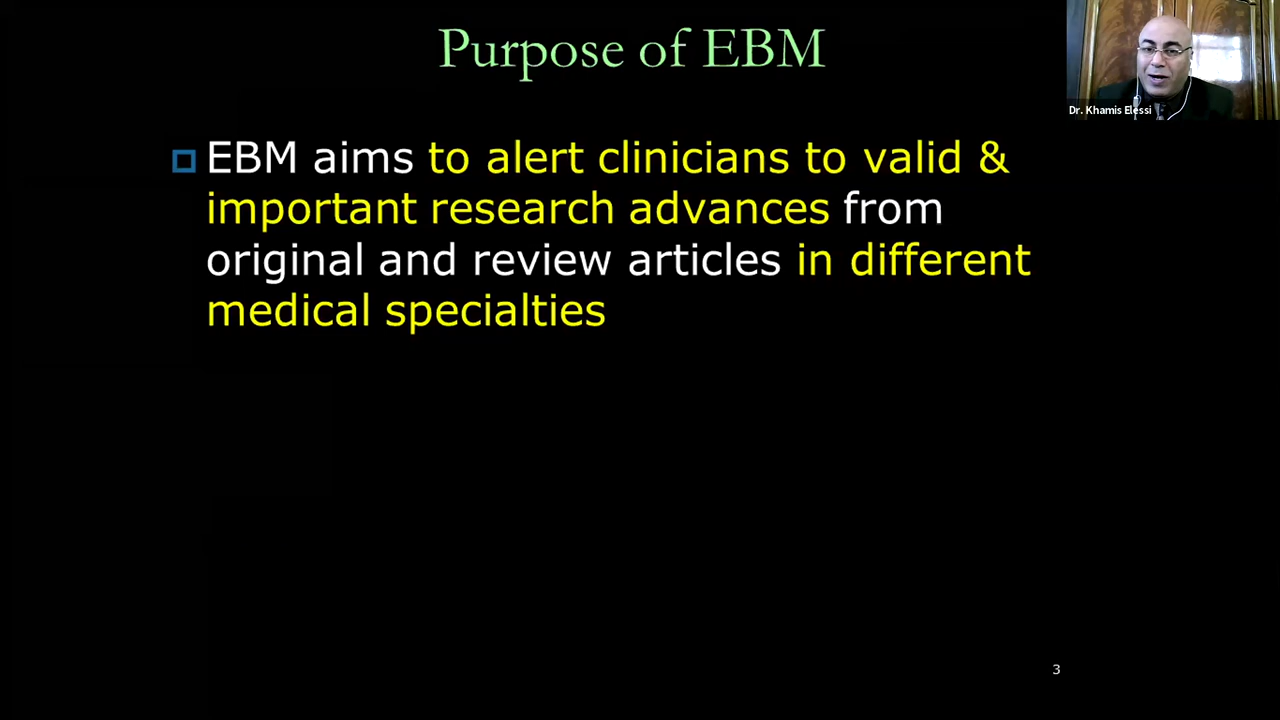 Purpose of EBM
Dr. Khamis Elessi
EBM aims to alert clinicians to valid &
important research advances from
original and review articles in different
medical specialties
3